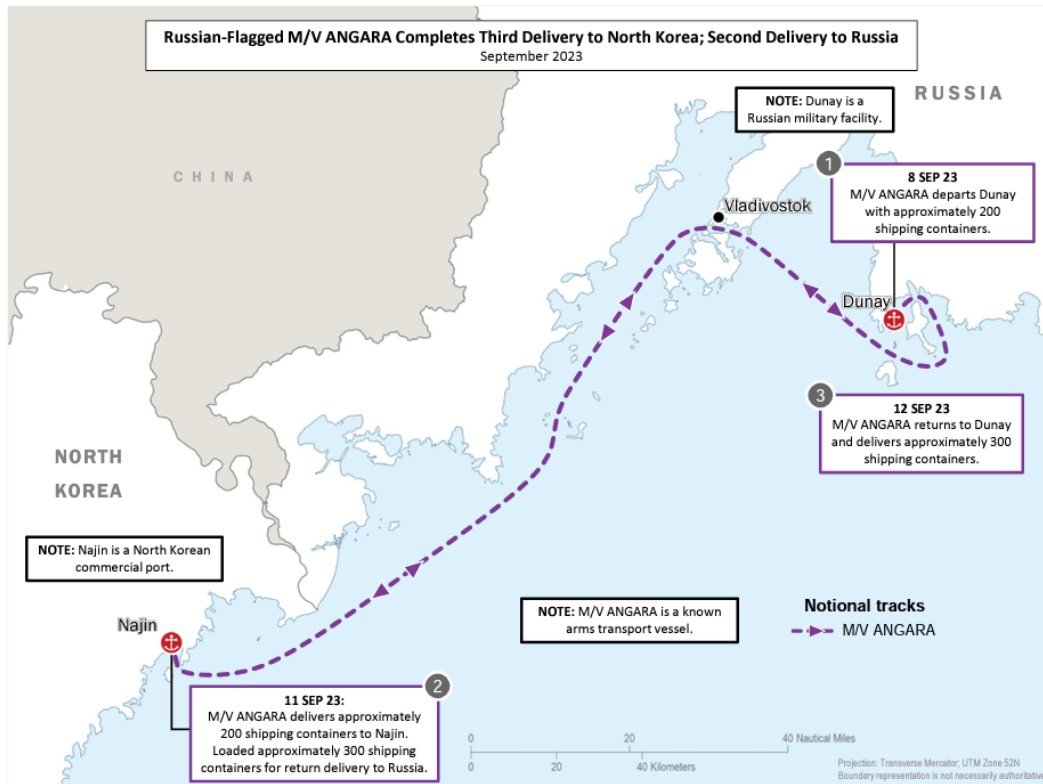 Russian-Flagged M/V ANGARA Completes Third Delivery to North Korea; Second Delivery to Russia
September 2023
RUSSIA
NOTE: Dunay is a
Russian military facility.
CHINA
1
8 SEP 23
M/V ANGARA departs Dunay
with approximately 200
shipping containers.
Vladivostok
Dunay
3
12 SEP 23
M/V ANGARA returns to Dunay
and delivers approximately 300
shipping containers.
NORTH
KOREA
NOTE: Najin is a North Korean
commercial port.
NOTE: M/V ANGARA is a known
arms transport vessel.
Notional tracks
M/V ANGARA
Najin
2
11 SEP 23:
M/V ANGARA delivers approximately
200 shipping containers to Najin.
Loaded approximately 300 shipping
containers for return delivery to Russia.
0 20 40 Nautical Miles
0 20 40 Kilometers
Projection: Transverse Mercator; UTM Zone 52N
Boundary representation is not necessarily authoritative